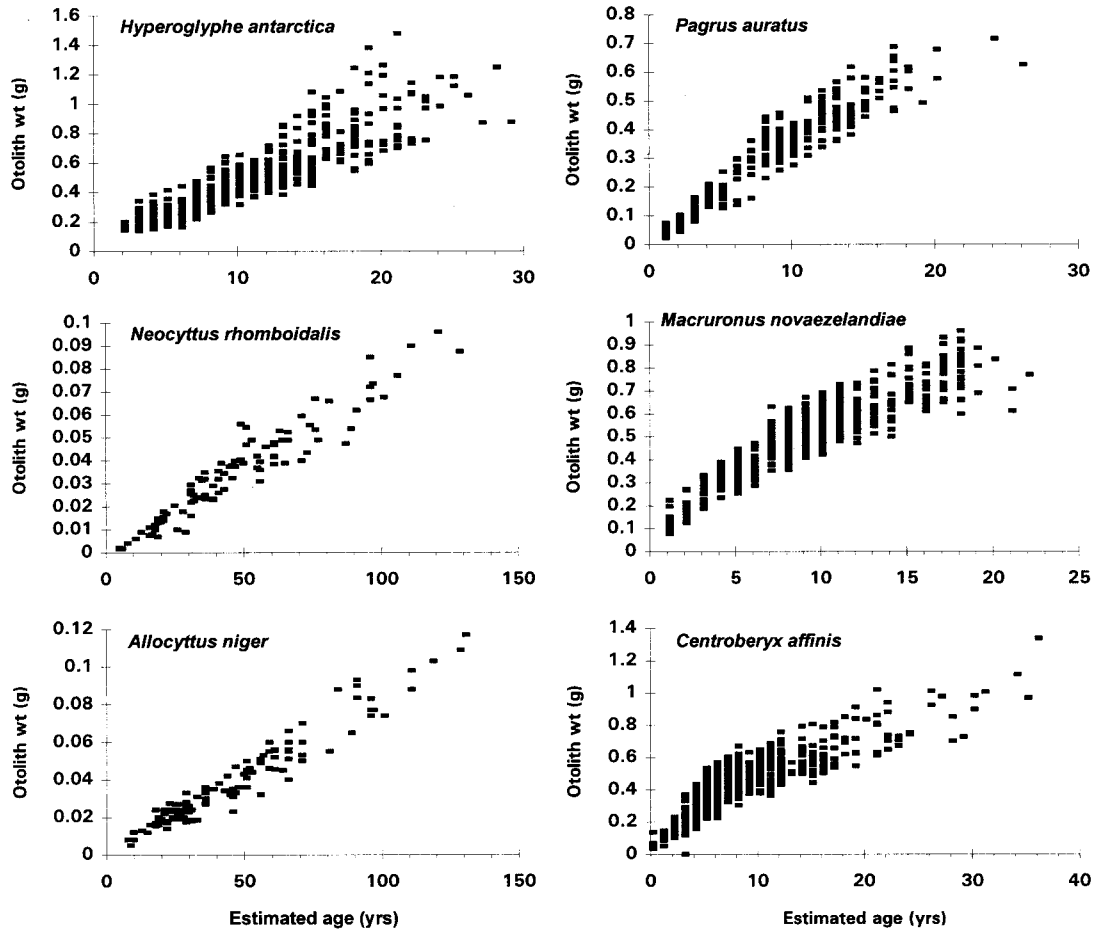 Hyperoglyphe antarctica
Otolith wt (g)
1.6
1.4
1.2
1
0.8
0.6
0.4
0.2
0
0 10 20 30
Pagrus auratus
Otolith wt (g)
0.8
0.7
0.6
0.5
0.4
0.3
0.2
0.1
0
0 10 20 30
Neocyttus rhomboidalis
Otolith wt (g)
0.1
0.09
0.08
0.07
0.06
0.05
0.04
0.03
0.02
0.01
0
0 50 100 150
Macruronus novaezelandiae
Otolith wt (g)
1
0.9
0.8
0.7
0.6
0.5
0.4
0.3
0.2
0.1
0
0 5 10 15 20 25
Allocyttus niger
Otolith wt (g)
0.12
0.1
0.08
0.06
0.04
0.02
0
0 50 100 150
Estimated age (yrs)
Centroberyx affinis
Otolith wt (g)
1.4
1.2
1
0.8
0.6
0.4
0.2
0
0 10 20 30 40
Estimated age (yrs)